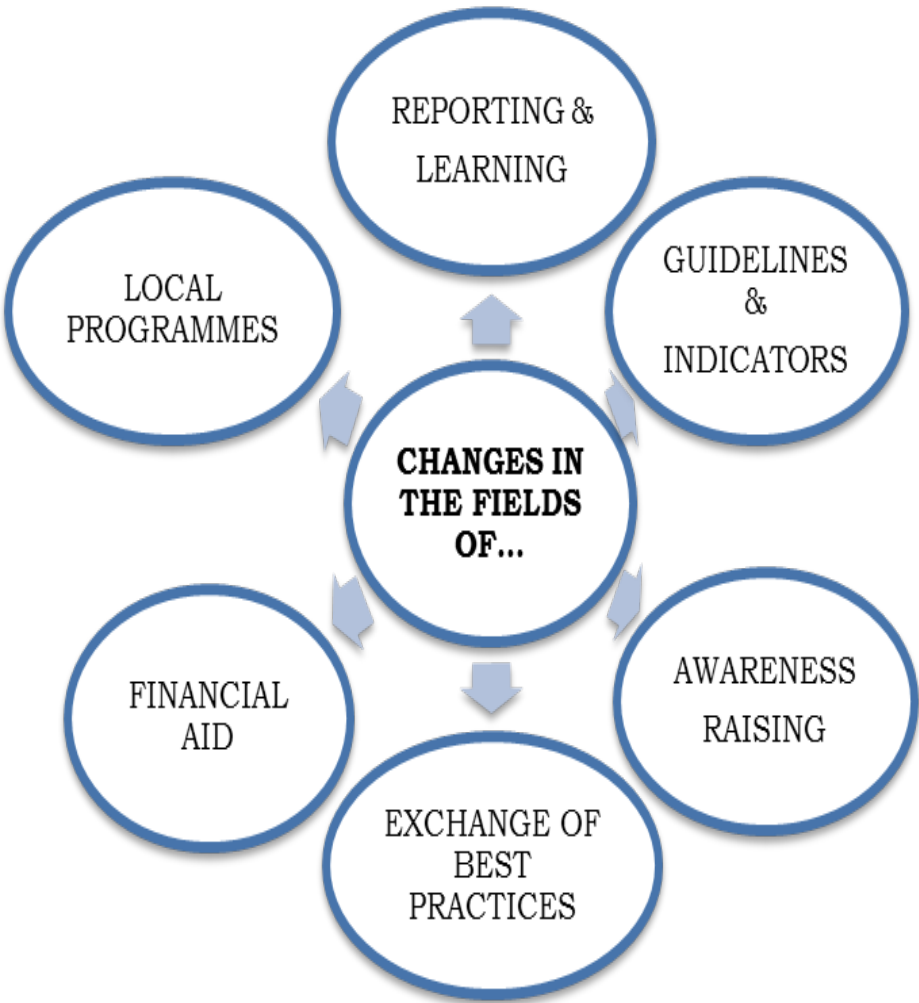 REPORTING &
LEARNING
GUIDELINES
&
INDICATORS
LOCAL
PROGRAMMES
CHANGES IN
THE FIELDS
OF...
AWARENESS
RAISING
FINANCIAL
AID
EXCHANGE OF
BEST
PRACTICES